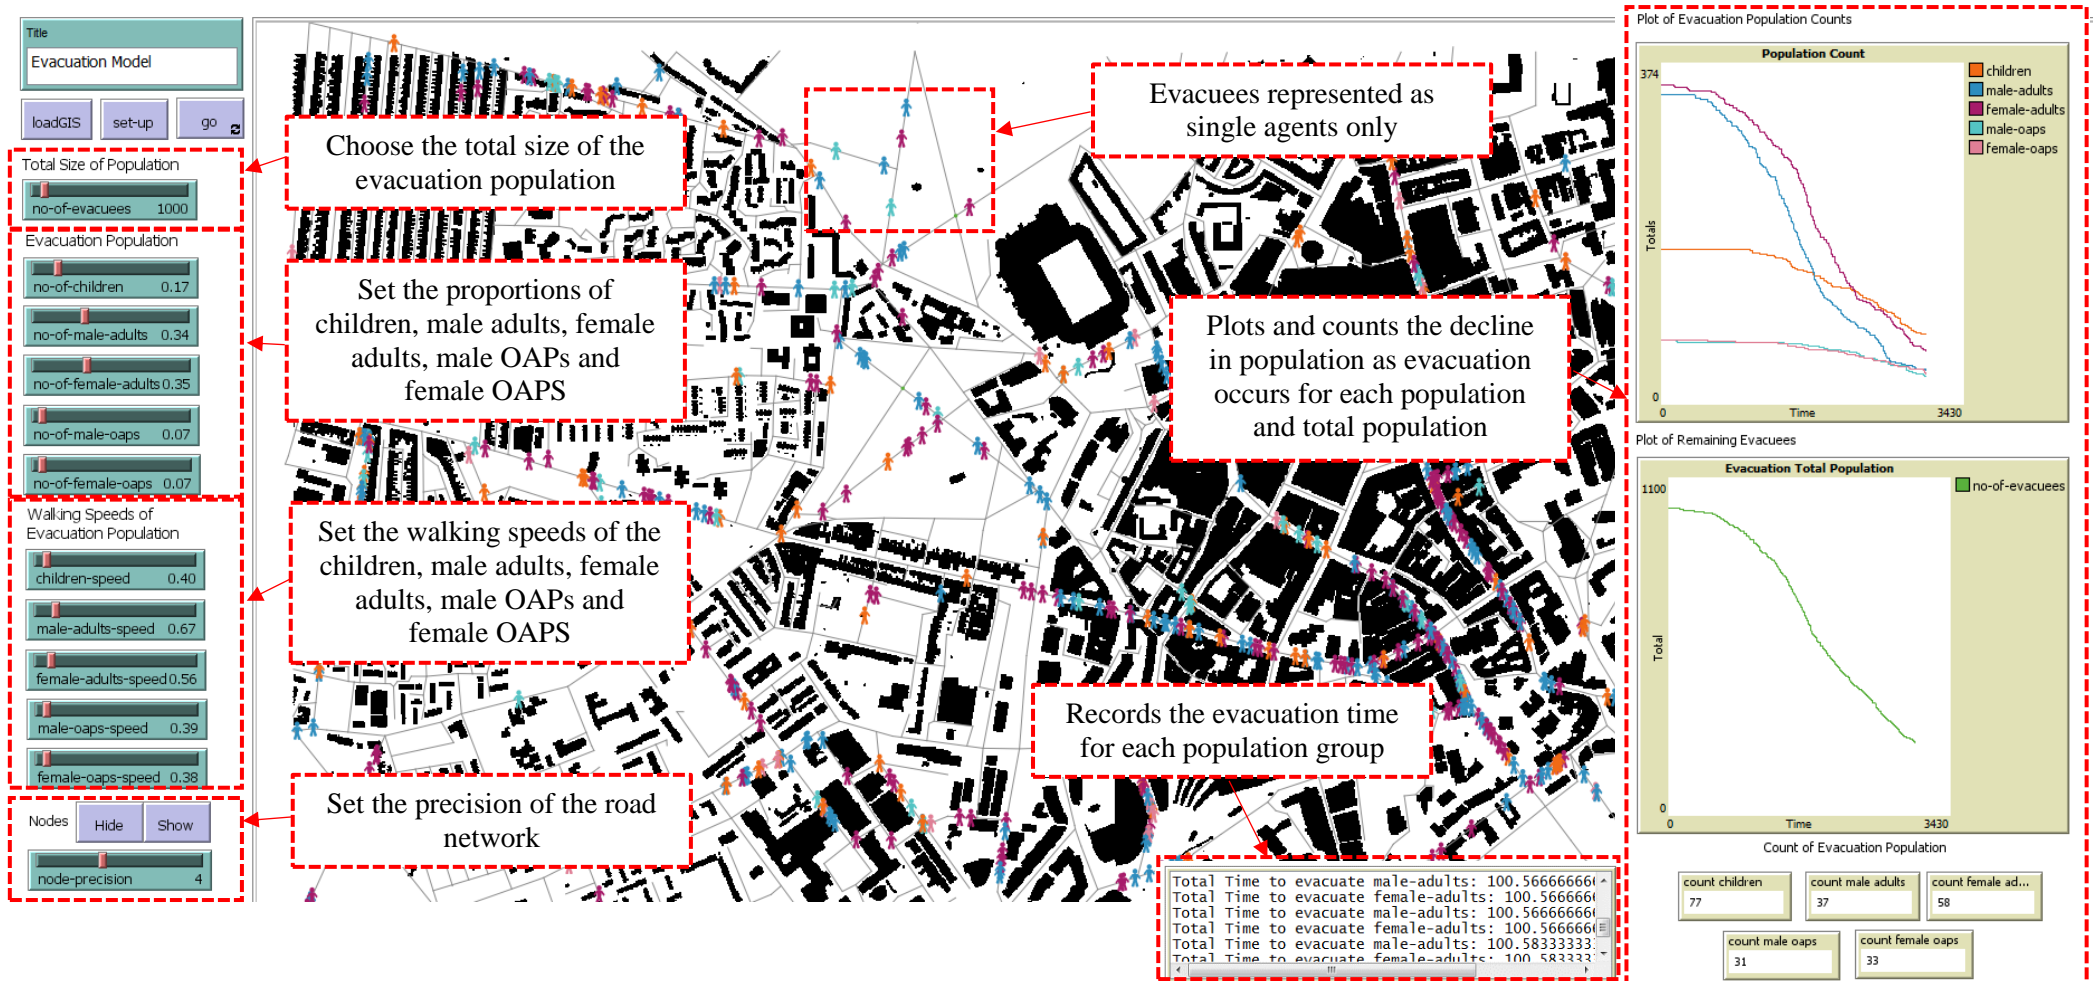 Title
Evacuation Model
loadGIS
set-up
go
Total Size of Population
no-of-evacuees 1000
Evacuation Population
no-of-children 0.17
no-of-male-adults 0.34
no-of-female-adults 0.35
no-of-male-oaps 0.07
no-of-female-oaps 0.07
Walking Speeds of
Evacuation Population
children-speed 0.40
male-adults-speed 0.67
female-adults-speed 0.56
male-oaps-speed 0.39
female-oaps-speed 0.38
Nodes
Hide
Show
node-precision 4
Choose the total size of the
evacuation population
Set the proportions of
children, male adults, female
adults, male OAPs and
female OAPS
Set the walking speeds of the
children, male adults, female
adults, male OAPs and
female OAPS
Set the precision of the road
network
Evacuees represented as
single agents only
Plots and counts the decline
in population as evacuation
occurs for each population
and total population
Records the evacuation time
for each population group
Total Time to evacuate male-adults: 100.566666666
Total Time to evacuate female-adults: 100.5666666
Total Time to evacuate male-adults: 100.566666666
Total Time to evacuate female-adults: 100.5666666
Total Time to evacuate male-adults: 100.583333333
Total Time to evacuate female-adults: 100.5833333
Plot of Evacuation Population Counts
Population Count
374
Totals
0
0
Time
3430
children
male-adults
female-adults
male-oaps
female-oaps
Plot of Remaining Evacuees
Evacuation Total Population
1100
Total
0
0
Time
3430
no-of-evacuees
Count of Evacuation Population
count children
77
count male adults
37
count female ad...
58
count male oaps
31
count female oaps
33